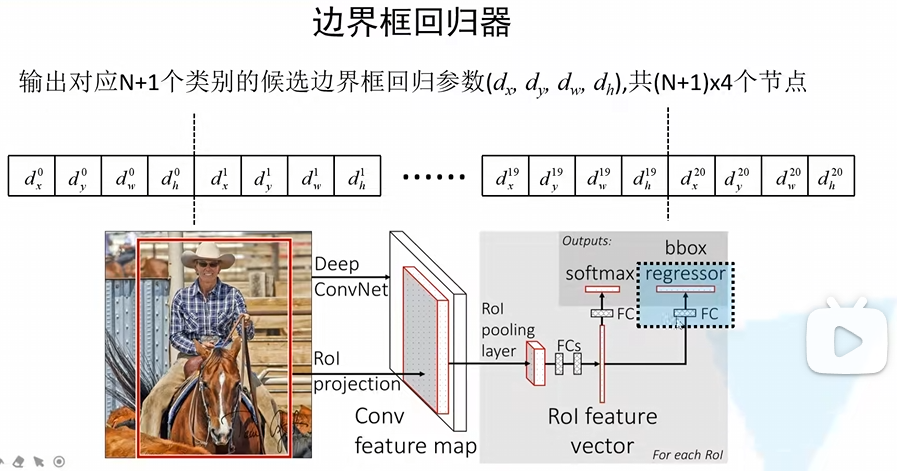 边界框回归器
输出对应N+1个类别的候选边界框回归参数(dx, dy, dw, dh),共(N+1)x4个节点
d_x^0 d_y^0 d_w^0 d_h^0 d_x^1 d_y^1 d_w^1 d_h^1 ······ d_x^19 d_y^19 d_w^19 d_h^19 d_x^20 d_y^20 d_w^20 d_h^20
Deep
ConvNet
RoI
projection
Conv
feature map
RoI
pooling
layer
FCs
Outputs:
softmax
FC
bbox
regressor
FC
RoI feature
vector
For each RoI